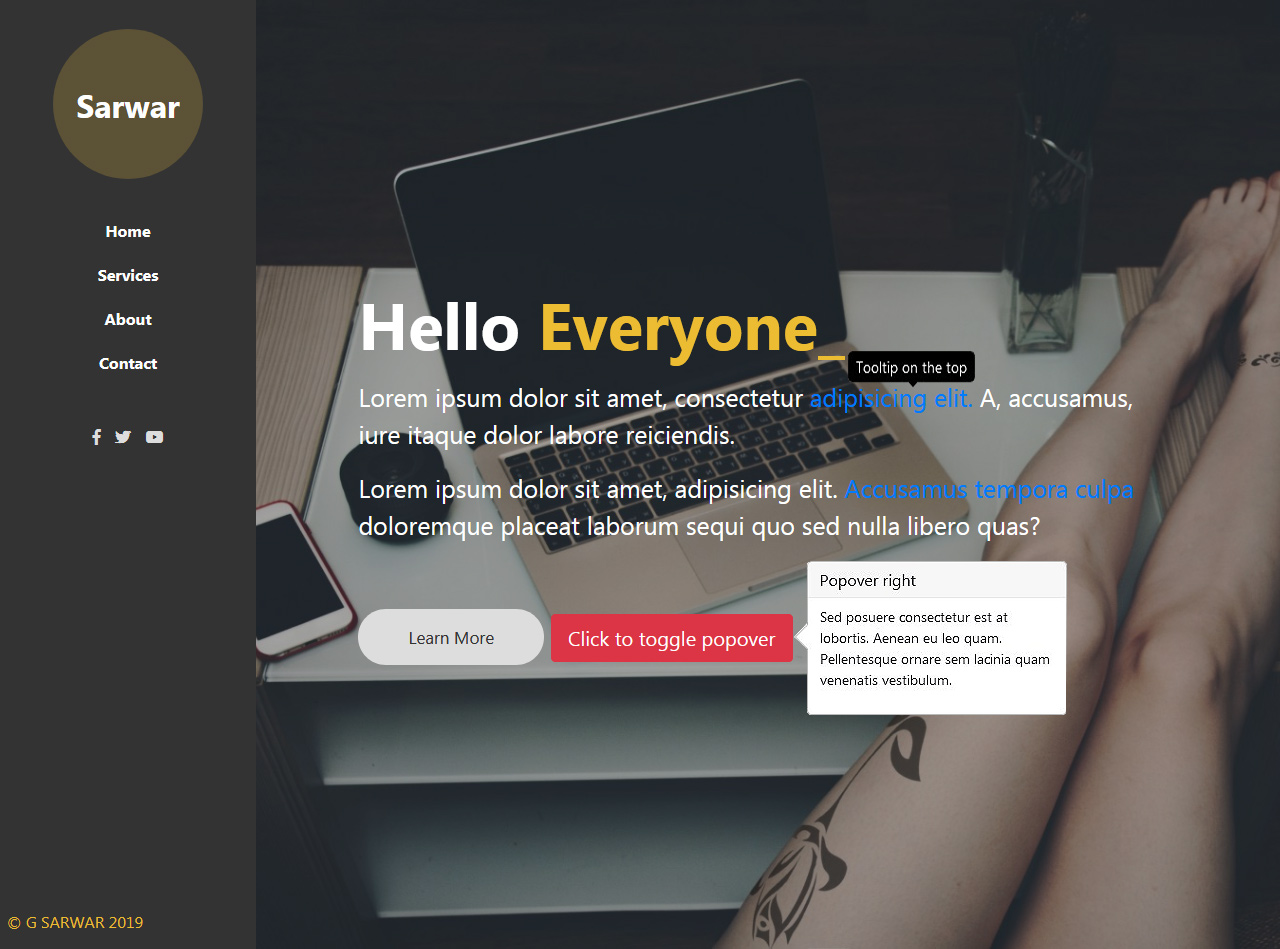 Sarwar
Home
Services
About
Contact
© G SARWAR 2019
Hello Everyone_
Tooltip on the top
Lorem ipsum dolor sit amet, consectetur adipisicing elit. A, accusamus,
iure itaque dolor labore reiciendis.
Lorem ipsum dolor sit amet, adipisicing elit. Accusamus tempora culpa
doloremque placeat laborum sequi quo sed nulla libero quas?
Learn More
Click to toggle popover
Popover right
Sed posuere consectetur est at
lobortis. Aenean eu leo quam.
Pellentesque ornare sem lacinia quam
venenatis vestibulum.